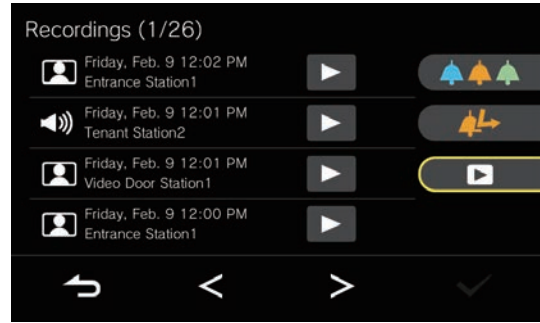 Recordings (1/26)
Friday, Feb. 9 12:02 PM
Entrance Station1
Friday, Feb. 9 12:01 PM
Tenant Station2
Friday, Feb. 9 12:01 PM
Video Door Station1
Friday, Feb. 9 12:00 PM
Entrance Station1